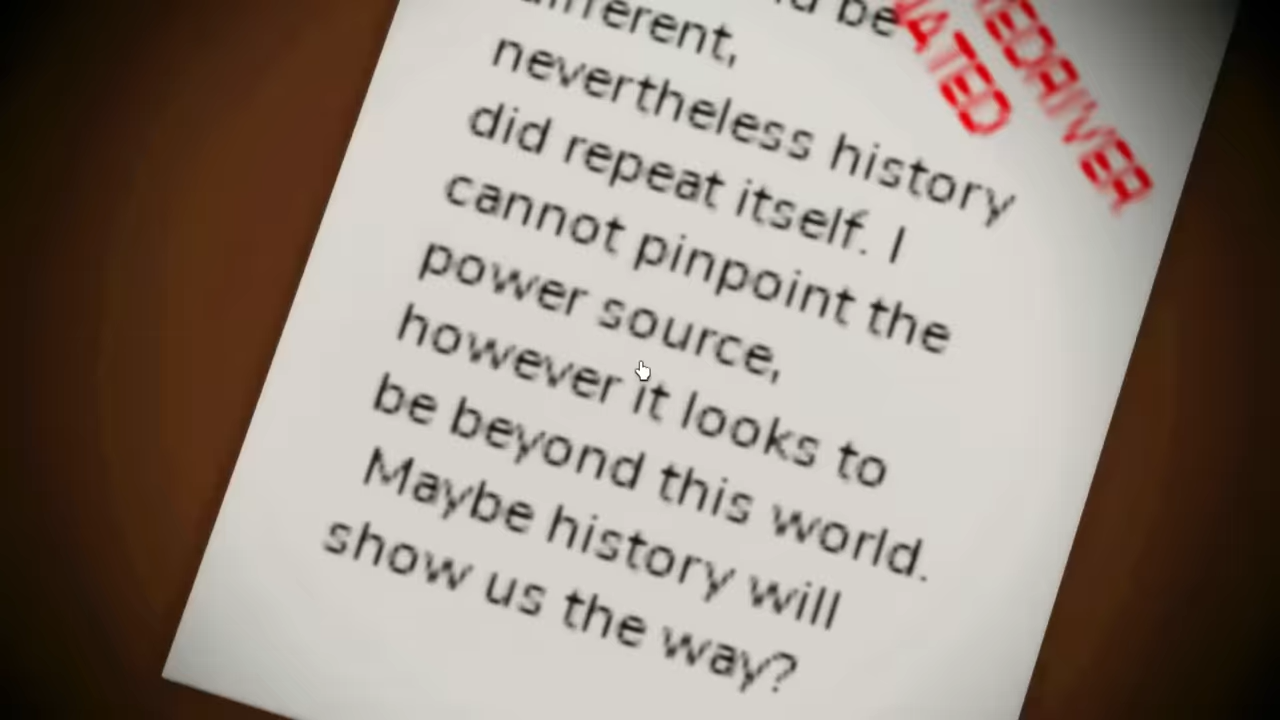 be
different,
nevertheless history
did repeat itself. I
cannot pinpoint the
power source,
however it looks to
be beyond this world.
Maybe history will
show us the way?